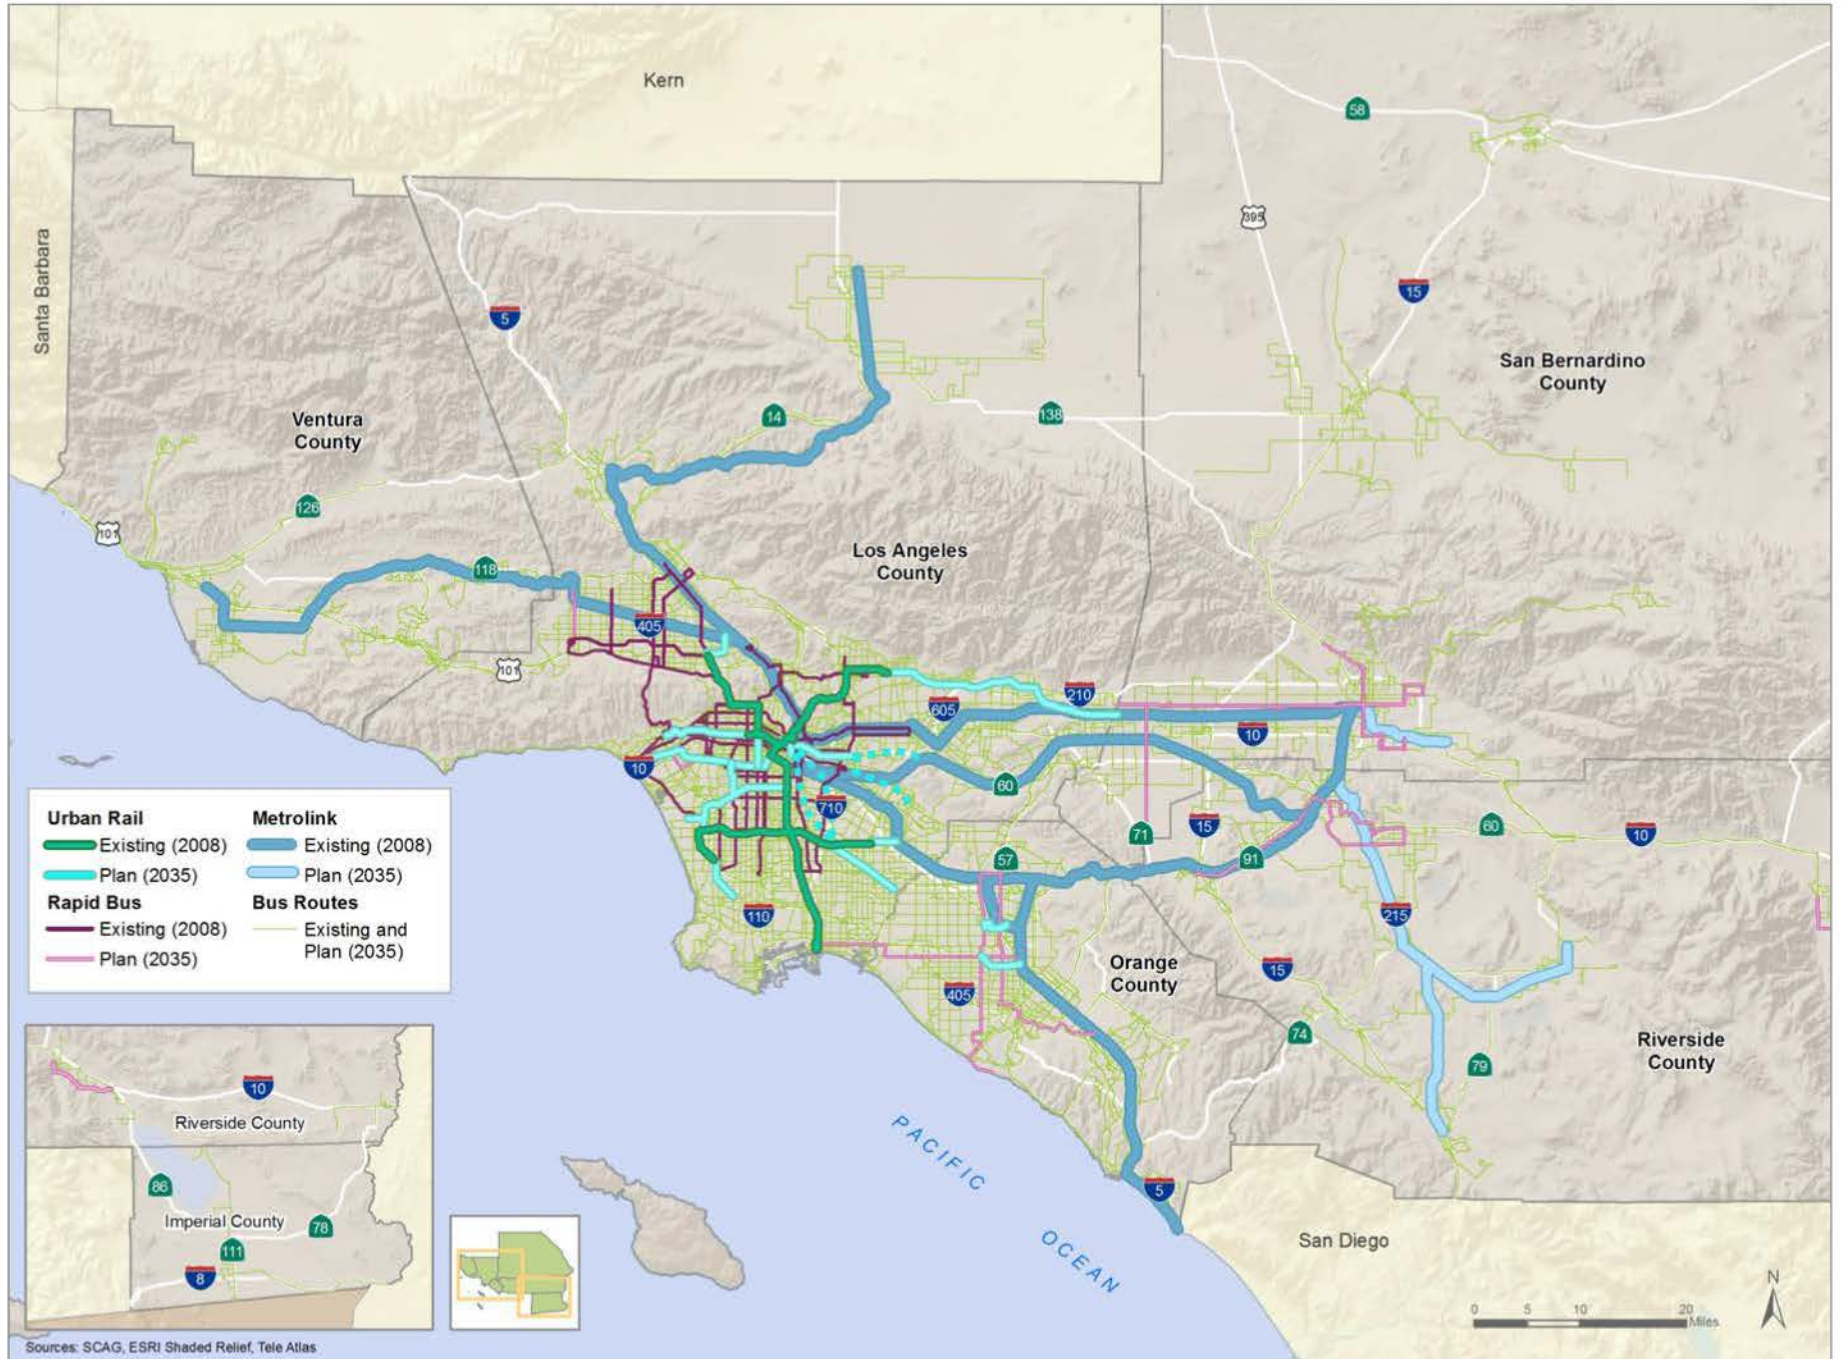 Kern
58
395
Santa Barbara
5
15
San Bernardino
County
Ventura
County
14
138
126
101
Los Angeles
County
118
405
101
210
605
10
10
60
710
71
15
60
10
57
91
110
215
Orange
County
15
405
74
79
Riverside
County
Urban Rail
Existing (2008)
Plan (2035)
Rapid Bus
Existing (2008)
Plan (2035)
Metrolink
Existing (2008)
Plan (2035)
Bus Routes
Existing and
Plan (2035)
10
Riverside County
86
Imperial County
78
111
8
PACIFIC
OCEAN
5
San Diego
N
0 5 10 20
Miles
Sources: SCAG, ESRI Shaded Relief, Tele Atlas